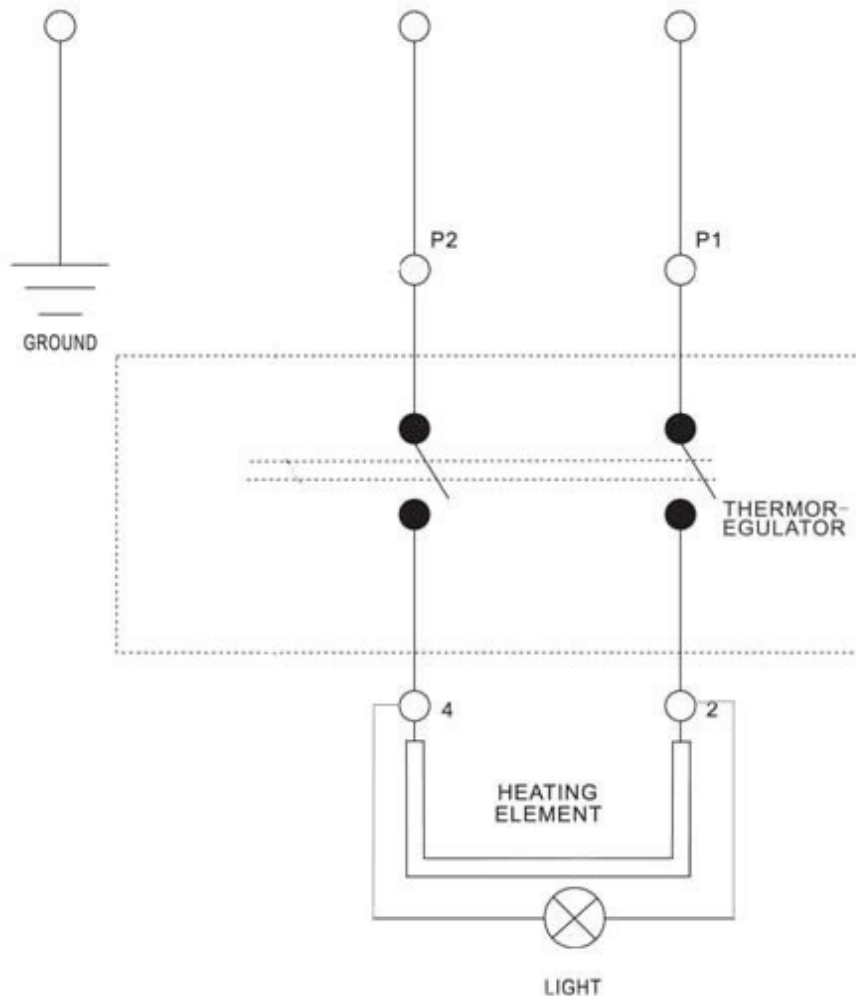 P2
P1
GROUND
THERMOR-
EGULATOR
4
2
HEATING
ELEMENT
LIGHT